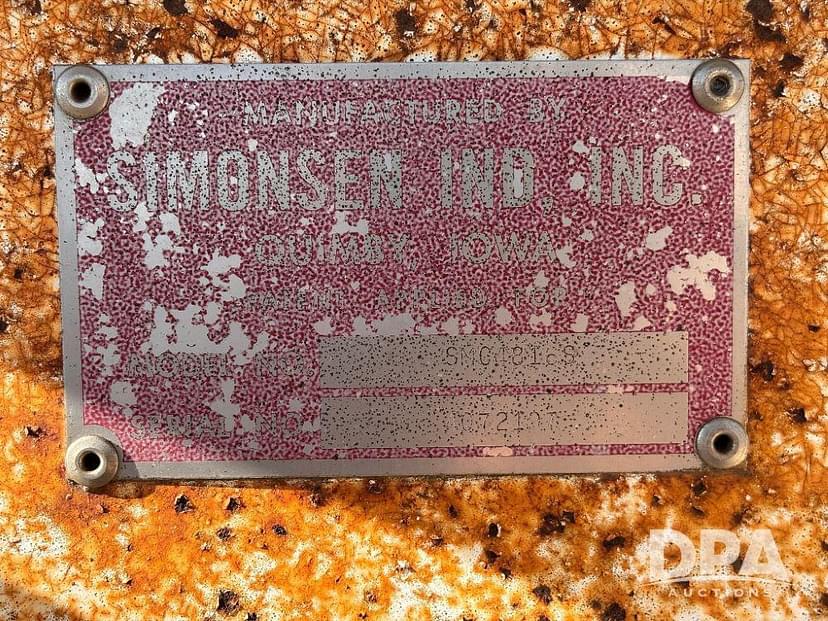 MANUFACTURED BY
SIMONSEN IND, INC.
QUIMBY, IOWA
PATENT APPLIED FOR
MODEL NO.
SERIAL NO.
DPA
AUCTIONS